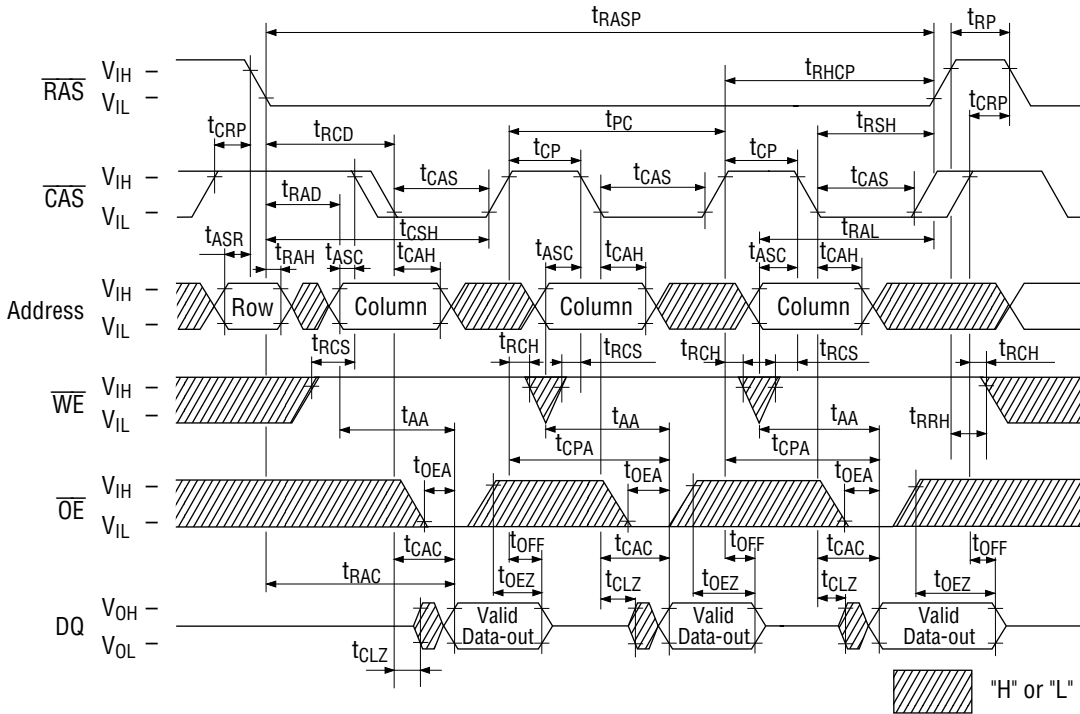 tRASP tRP
RAS VIH VIL
tRHCP
tCRP tRCD tPC tRSH tCRP
CAS VIH VIL
tCP tCP
tRAD tCAS tCAS tCAS
tCSH tRAL
tASR tRAH tASC tCAH tASC tCAH tASC tCAH
Address VIH VIL
Row Column Column Column
tRCS tRCH tRCS tRCH tRCS tRCH
WE VIH VIL
tAA tAA tAA tRRH
tCPA tCPA
tOEA tOEA tOEA
OE VIH VIL
tCAC tOFF tCAC tOFF tCAC tOFF
tRAC tOEZ tCLZ tOEZ tCLZ tOEZ
DQ VOH VOL
Valid Data-out Valid Data-out Valid Data-out
tCLZ
"H" or "L"